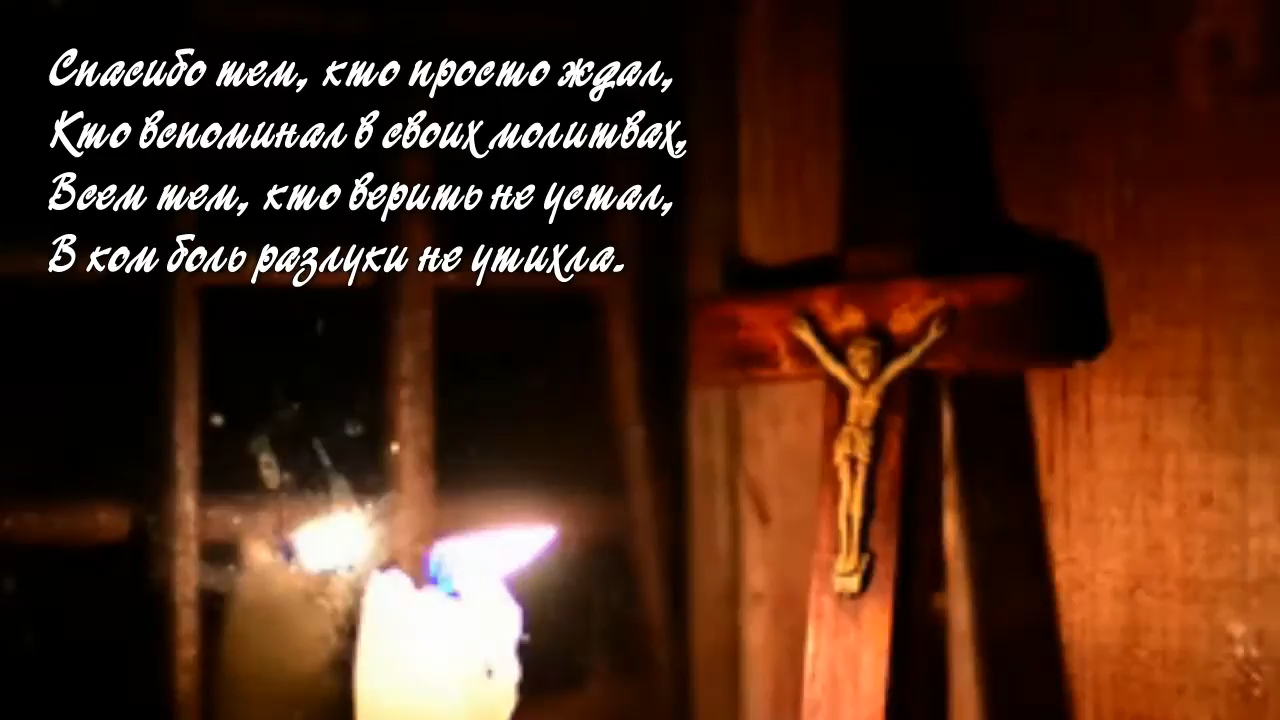 Спасибо тем, кто просто ждал,
Кто вспоминал в своих молитвах,
Всем тем, кто верить не устал,
В ком боль разлуки не утихла.